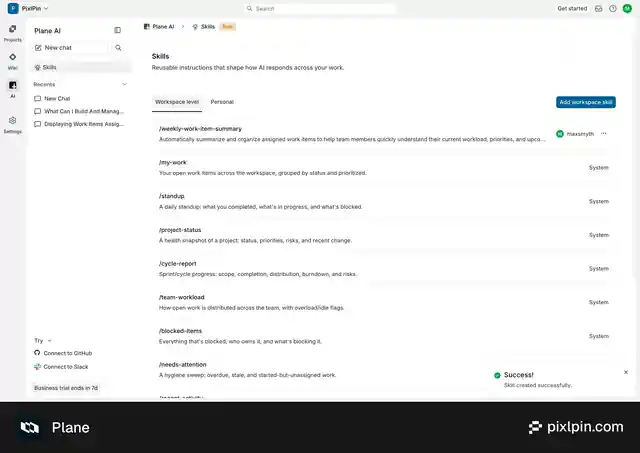 PixlPin
Search
Get started
M
Projects
Wiki
AI
Settings
Plane AI
New chat
Skills
Recents
New Chat
What Can I Build And Manag...
Displaying Work Items Assig...
Try
Connect to GitHub
Connect to Slack
Business trial ends in 7d
Plane AI
Skills
Skills
Reusable instructions that shape how AI responds across your work.
Workspace level
Personal
Add workspace skill
/weekly-work-item-summary
Automatically summarize and organize assigned work items to help team members quickly understand their current workload, priorities, and upco...
maxsmyth
/my-work
Your open work items across the workspace, grouped by status and prioritized.
System
/standup
A daily standup: what you completed, what's in progress, and what's blocked.
System
/project-status
A health snapshot of a project: status, priorities, risks, and recent change.
System
/cycle-report
Sprint/cycle progress: scope, completion, distribution, burndown, and risks.
System
/team-workload
How open work is distributed across the team, with overload/idle flags.
System
/blocked-items
Everything that's blocked, who owns it, and what's blocking it.
System
/needs-attention
A hygiene sweep: overdue, stale, and started-but-unassigned work.
Success!
Skill created successfully.
Plane
pixlpin.com